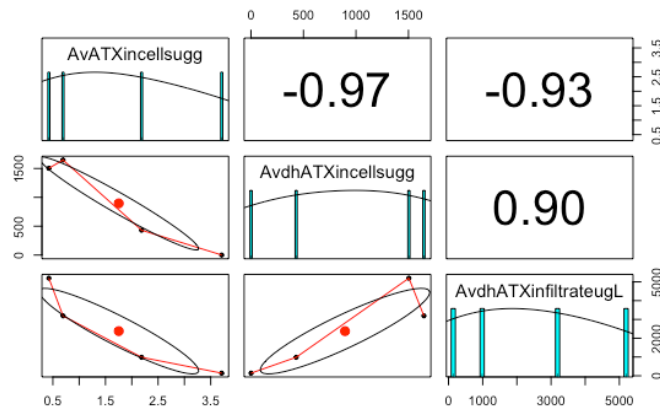 0 500 1000 1500
AvATXincellsugg
-0.97
-0.93
0.5 1.5 2.5 3.5
0 500 1500
AvdhATXincellsugg
0.90
AvdhATXinfiltrateugL
0 2000 5000
0.5 1.5 2.5 3.5
0 1000 3000 5000